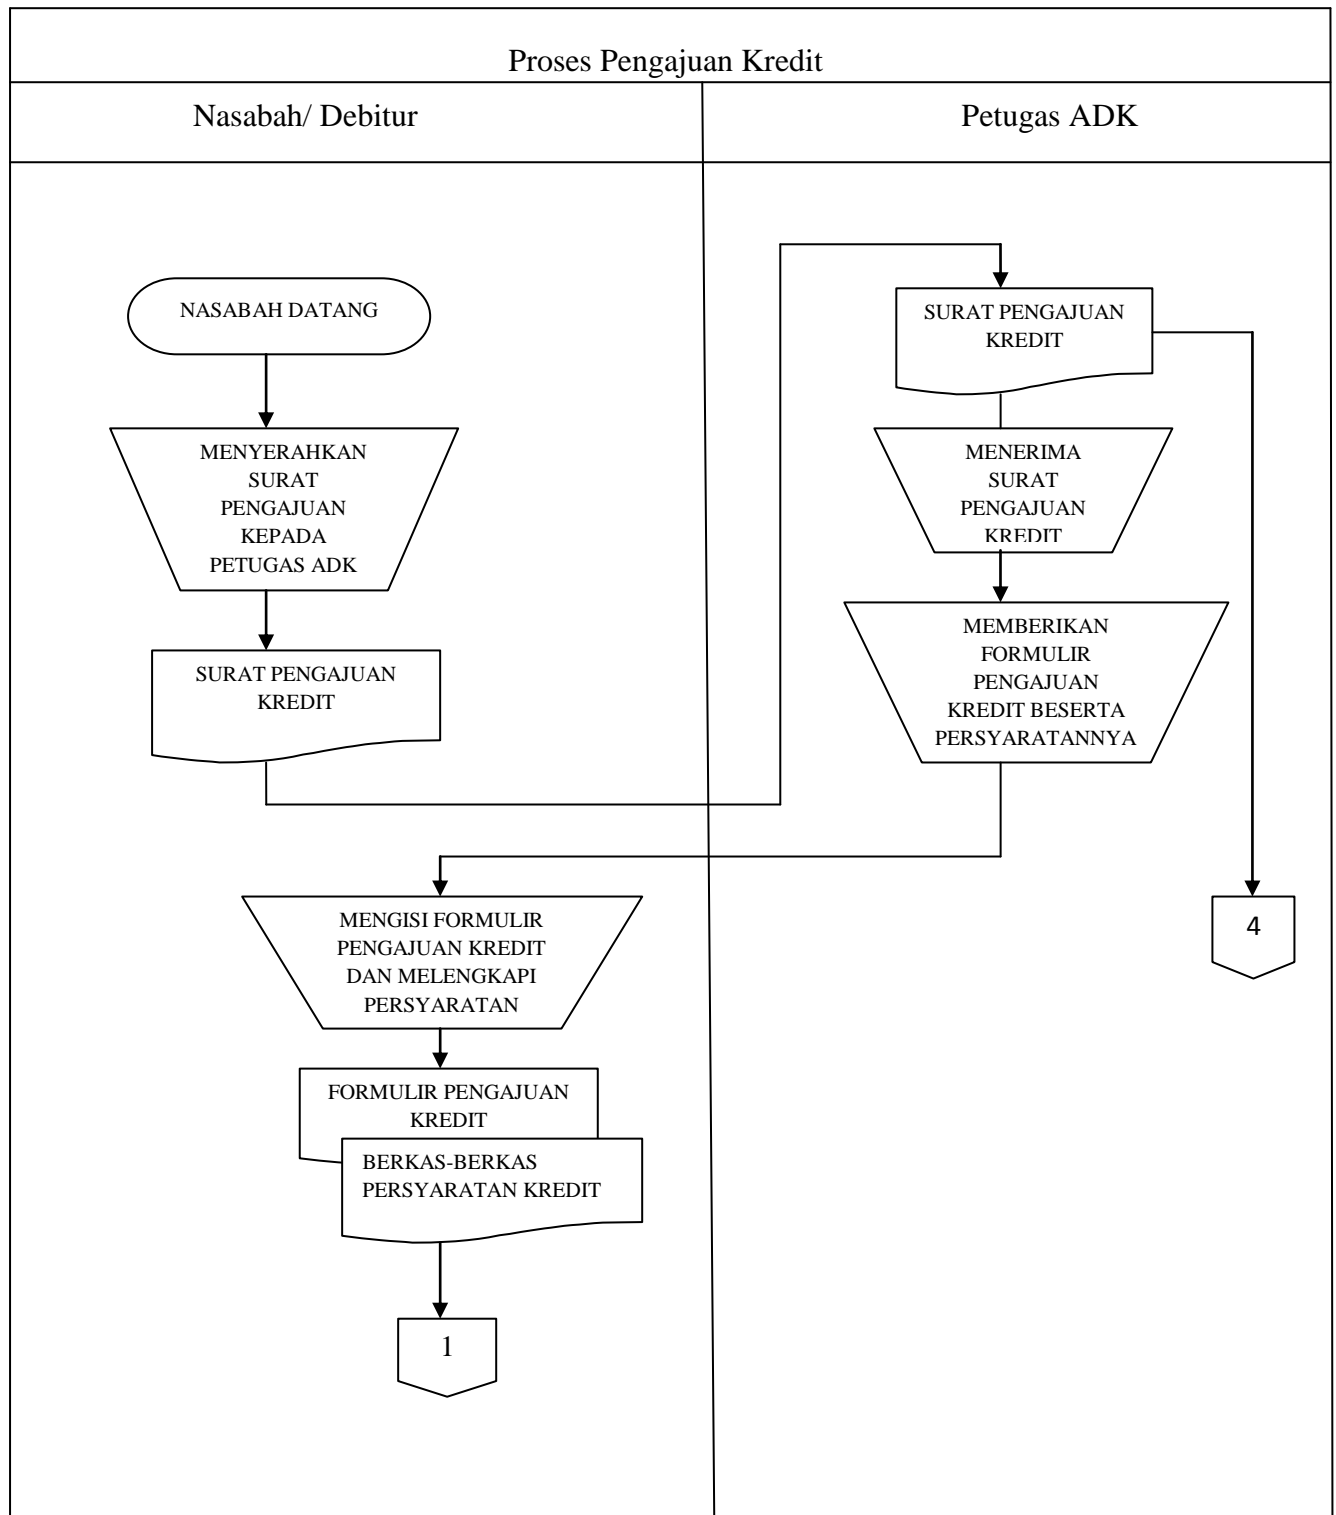 Proses Pengajuan Kredit
Nasabah/ Debitur
Petugas ADK
NASABAH DATANG
MENYERAHKAN
SURAT
PENGAJUAN
KEPADA
PETUGAS ADK
SURAT PENGAJUAN
KREDIT
SURAT PENGAJUAN
KREDIT
MENERIMA
SURAT
PENGAJUAN
KREDIT
MEMBERIKAN
FORMULIR
PENGAJUAN
KREDIT BESERTA
PERSYARATANNYA
4
MENGISI FORMULIR
PENGAJUAN KREDIT
DAN MELENGKAPI
PERSYARATAN
FORMULIR PENGAJUAN
KREDIT
BERKAS-BERKAS
PERSYARATAN KREDIT
1